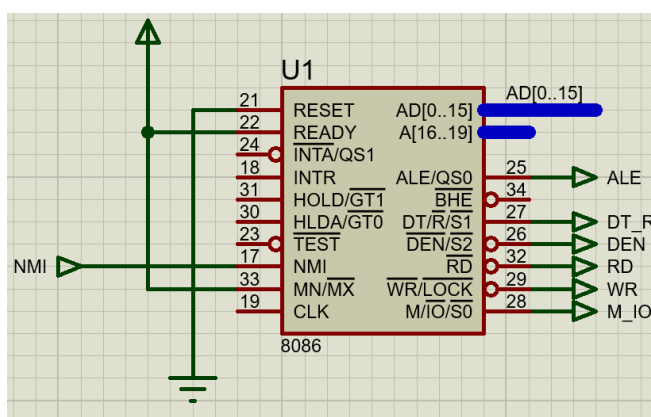 U1
21 RESET AD[0..15] AD[0..15]
22 READY A[16..19]
24 INTA/QS1
18 INTR ALE/QS0 25 ALE
31 HOLD/GT1 BHE 34
30 HLDA/GT0 DT/R/S1 27 DT_R
23 TEST DEN/S2 26 DEN
NMI 17 NMI RD 32 RD
33 MN/MX WR/LOCK 29 WR
19 CLK M/IO/S0 28 M_IO
8086